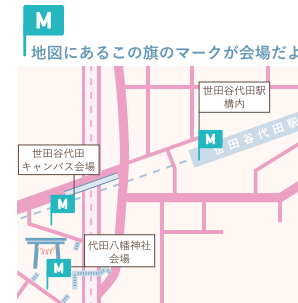 M
地図にあるこの旗のマークが会場だよ
世田谷代田駅
構内
M
世田谷代田駅
世田谷代田
キャンパス会場
M
代田八幡神社
会場
M